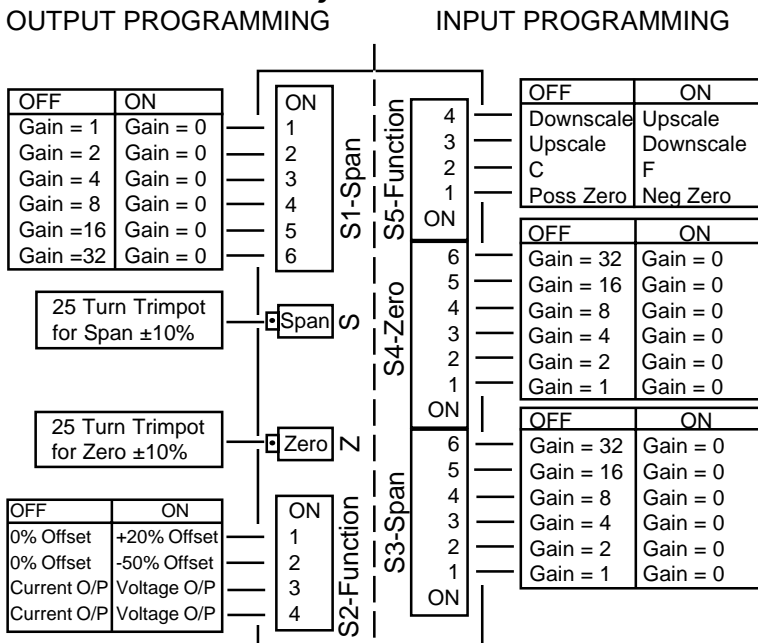 OUTPUT PROGRAMMING
INPUT PROGRAMMING
OFF ON
Gain = 1 Gain = 0
Gain = 2 Gain = 0
Gain = 4 Gain = 0
Gain = 8 Gain = 0
Gain =16 Gain = 0
Gain =32 Gain = 0
ON
1
2
3
4
5
6
S1-Span
25 Turn Trimpot
for Span ±10%
Span
S
25 Turn Trimpot
for Zero ±10%
Zero
Z
OFF ON
0% Offset +20% Offset
0% Offset -50% Offset
Current O/P Voltage O/P
Current O/P Voltage O/P
ON
1
2
3
4
S2-Function
S5-Function
4
3
2
1
ON
OFF ON
Downscale Upscale
Upscale Downscale
C F
Poss Zero Neg Zero
S4-Zero
6
5
4
3
2
1
ON
OFF ON
Gain = 32 Gain = 0
Gain = 16 Gain = 0
Gain = 8 Gain = 0
Gain = 4 Gain = 0
Gain = 2 Gain = 0
Gain = 1 Gain = 0
S3-Span
6
5
4
3
2
1
ON
OFF ON
Gain = 32 Gain = 0
Gain = 16 Gain = 0
Gain = 8 Gain = 0
Gain = 4 Gain = 0
Gain = 2 Gain = 0
Gain = 1 Gain = 0